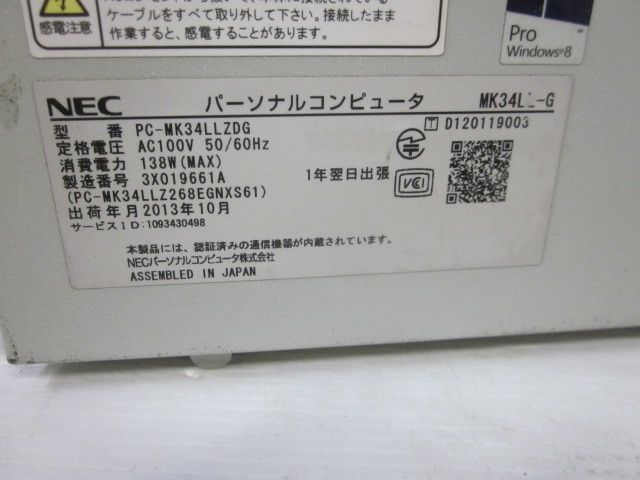 感電注意
ケーブルをすべて取り外して下さい。接続したまま
作業すると、感電することがあります。
Pro
Windows8
NEC パーソナルコンピュータ MK34L -G
型 番 PC-MK34LLZDG
T D120119003
定格電圧 AC100V 50/60Hz
消費電力 138W(MAX)
製造番号 3X019661A
1年翌日出張
VCI
(PC-MK34LLZ268EGNXS61)
出荷年月 2013年10月
サービスID:1093430498
本製品には、認証済みの通信機器が内蔵されています。
NECパーソナルコンピュータ株式会社
ASSEMBLED IN JAPAN